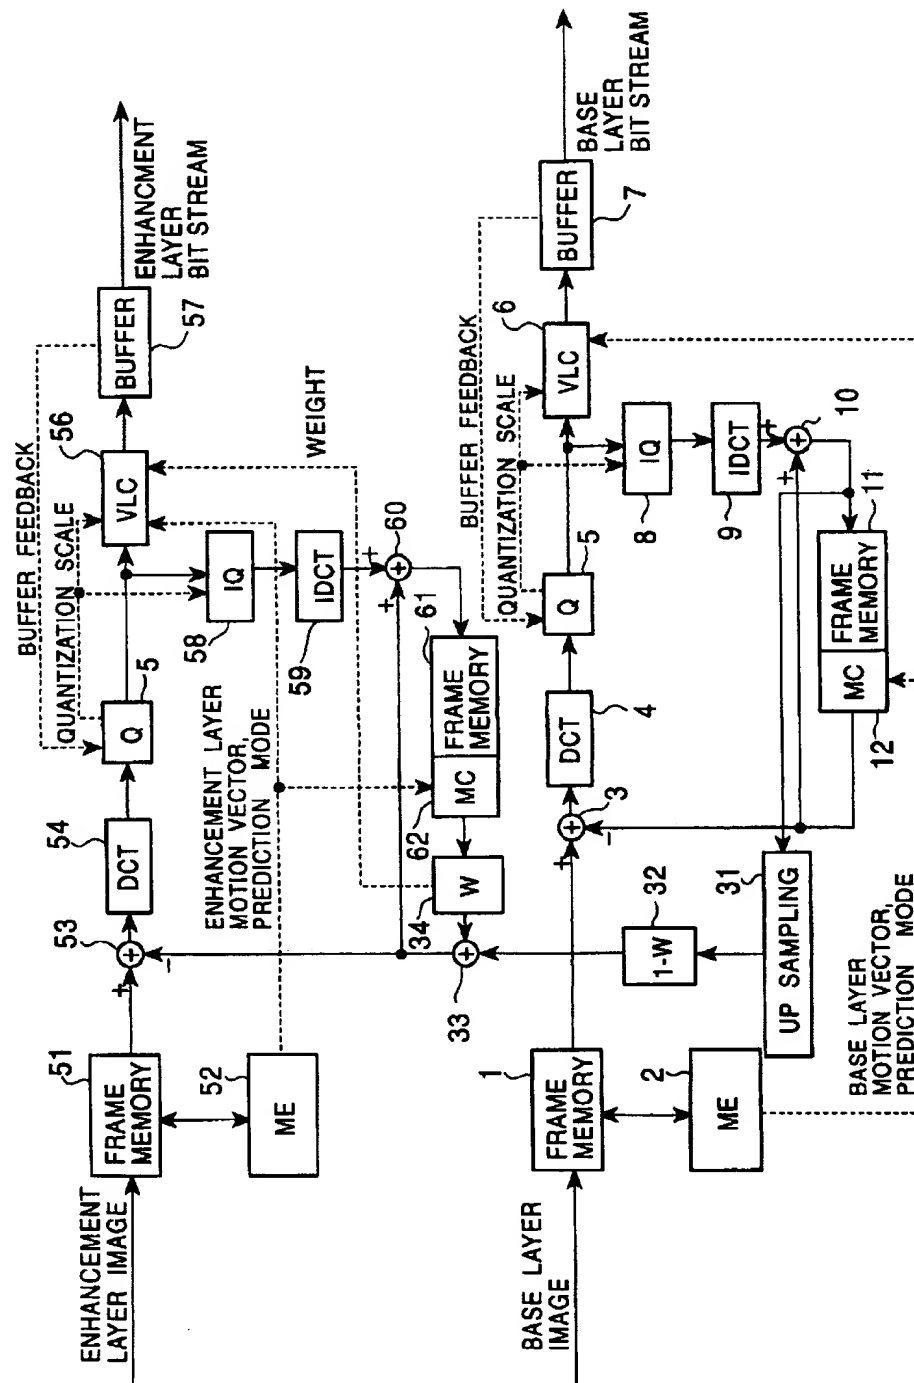 ENHANCEMENT
LAYER IMAGE
51
FRAME
MEMORY
52
ME
53
+
-
54
DCT
5
Q
BUFFER FEEDBACK
QUANTIZATION SCALE
56
VLC
BUFFER
57
ENHANCMENT
LAYER
BIT STREAM
58
IQ
59
IDCT
WEIGHT
ENHANCEMENT LAYER
MOTION VECTOR,
PREDICTION MODE
+
+
60
61
FRAME
MEMORY
MC
62
34
W
33
BASE LAYER
IMAGE
1
FRAME
MEMORY
2
ME
+
-
3
DCT
4
5
Q
BUFFER FEEDBACK
QUANTIZATION SCALE
6
VLC
BUFFER
7
BASE
LAYER
BIT STREAM
IQ
8
IDCT
9
+
+
10
11
FRAME
MEMORY
MC
12
32
1-W
31
UP SAMPLING
BASE LAYER
MOTION VECTOR,
PREDICTION MODE